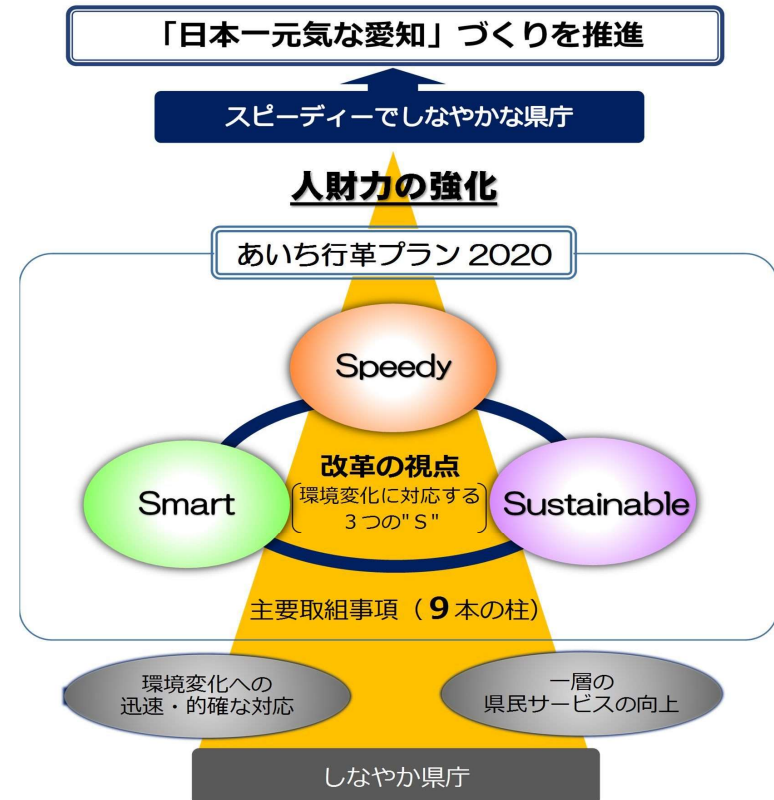 「日本一元気な愛知」づくりを推進
スピーディーでしなやかな県庁
人財力の強化
あいち行革プラン 2020
Speedy
Smart
改革の視点
環境変化に対応する
３つの"Ｓ"
Sustainable
主要取組事項（９本の柱）
環境変化への
迅速・的確な対応
一層の
県民サービスの向上
しなやか県庁